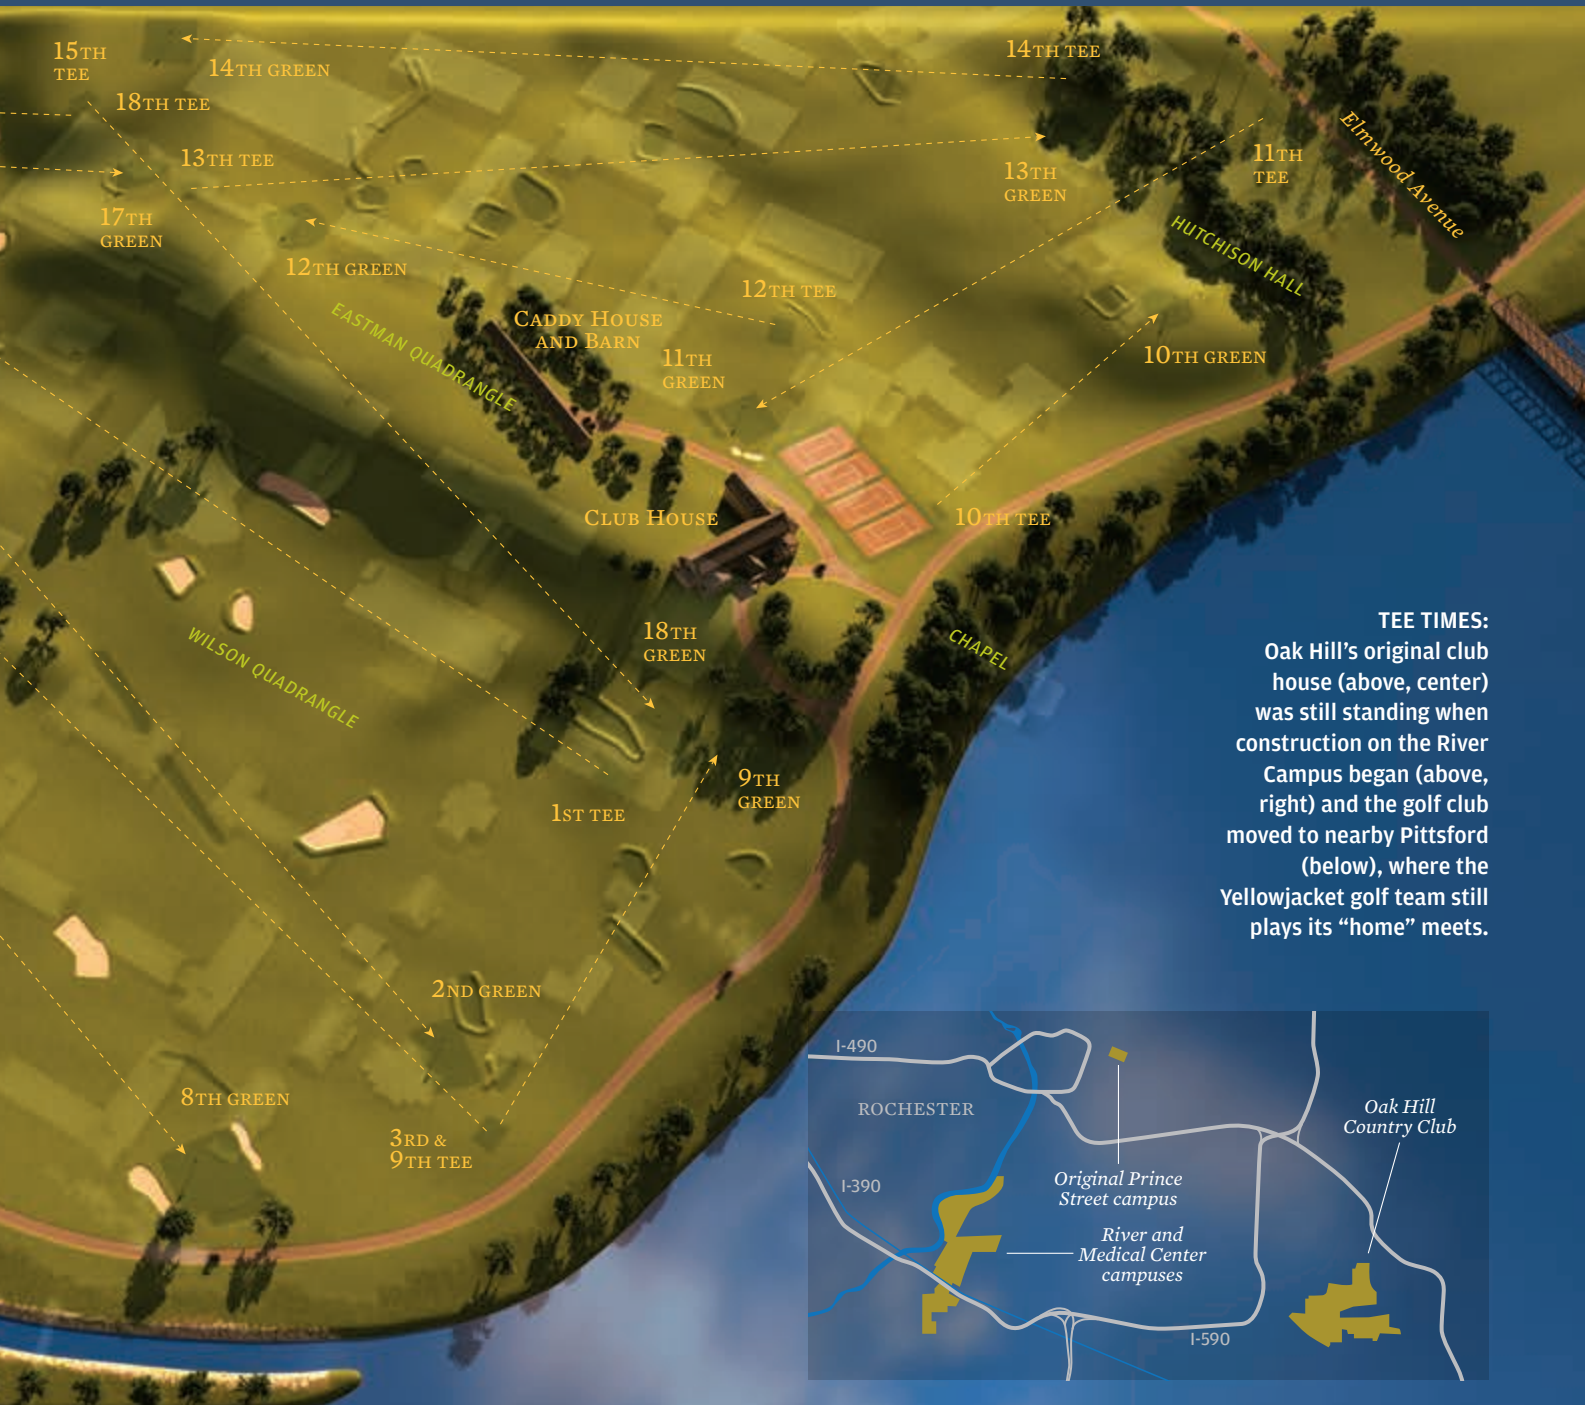 15TH
TEE
14TH GREEN
14TH TEE
18TH TEE
13TH TEE
17TH
GREEN
13TH
GREEN
11TH
TEE
Elmwood Avenue
HUTCHISON HALL
12TH GREEN
12TH TEE
EASTMAN QUADRANGLE
CADDY HOUSE
AND BARN
11TH
GREEN
10TH GREEN
CLUB HOUSE
10TH TEE
WILSON QUADRANGLE
18TH
GREEN
CHAPEL
9TH
GREEN
1ST TEE
2ND GREEN
8TH GREEN
3RD &
9TH TEE
TEE TIMES:
Oak Hill’s original club
house (above, center)
was still standing when
construction on the River
Campus began (above,
right) and the golf club
moved to nearby Pittsford
(below), where the
Yellowjacket golf team still
plays its “home” meets.
I-490
ROCHESTER
Oak Hill
Country Club
I-390
Original Prince
Street campus
River and
Medical Center
campuses
I-590